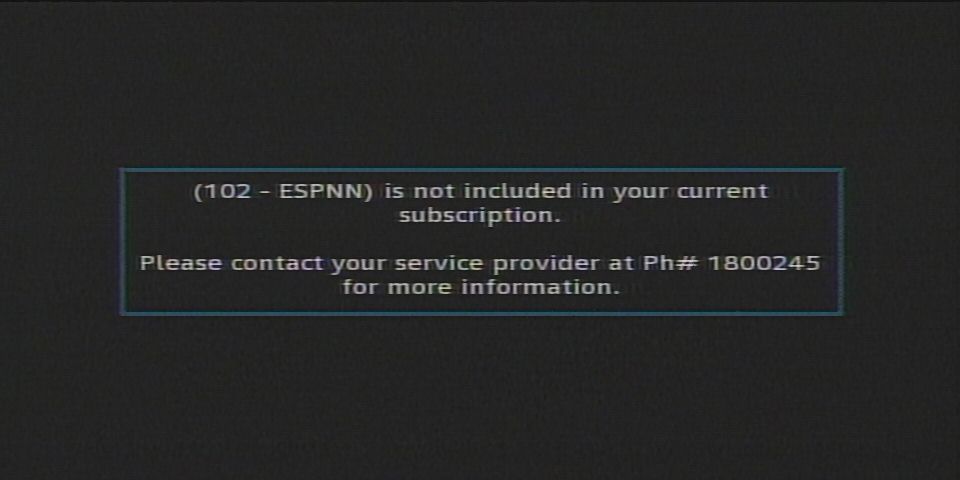 (102 - ESPNN) is not included in your current
subscription.
Please contact your service provider at Ph# 1800245
for more information.